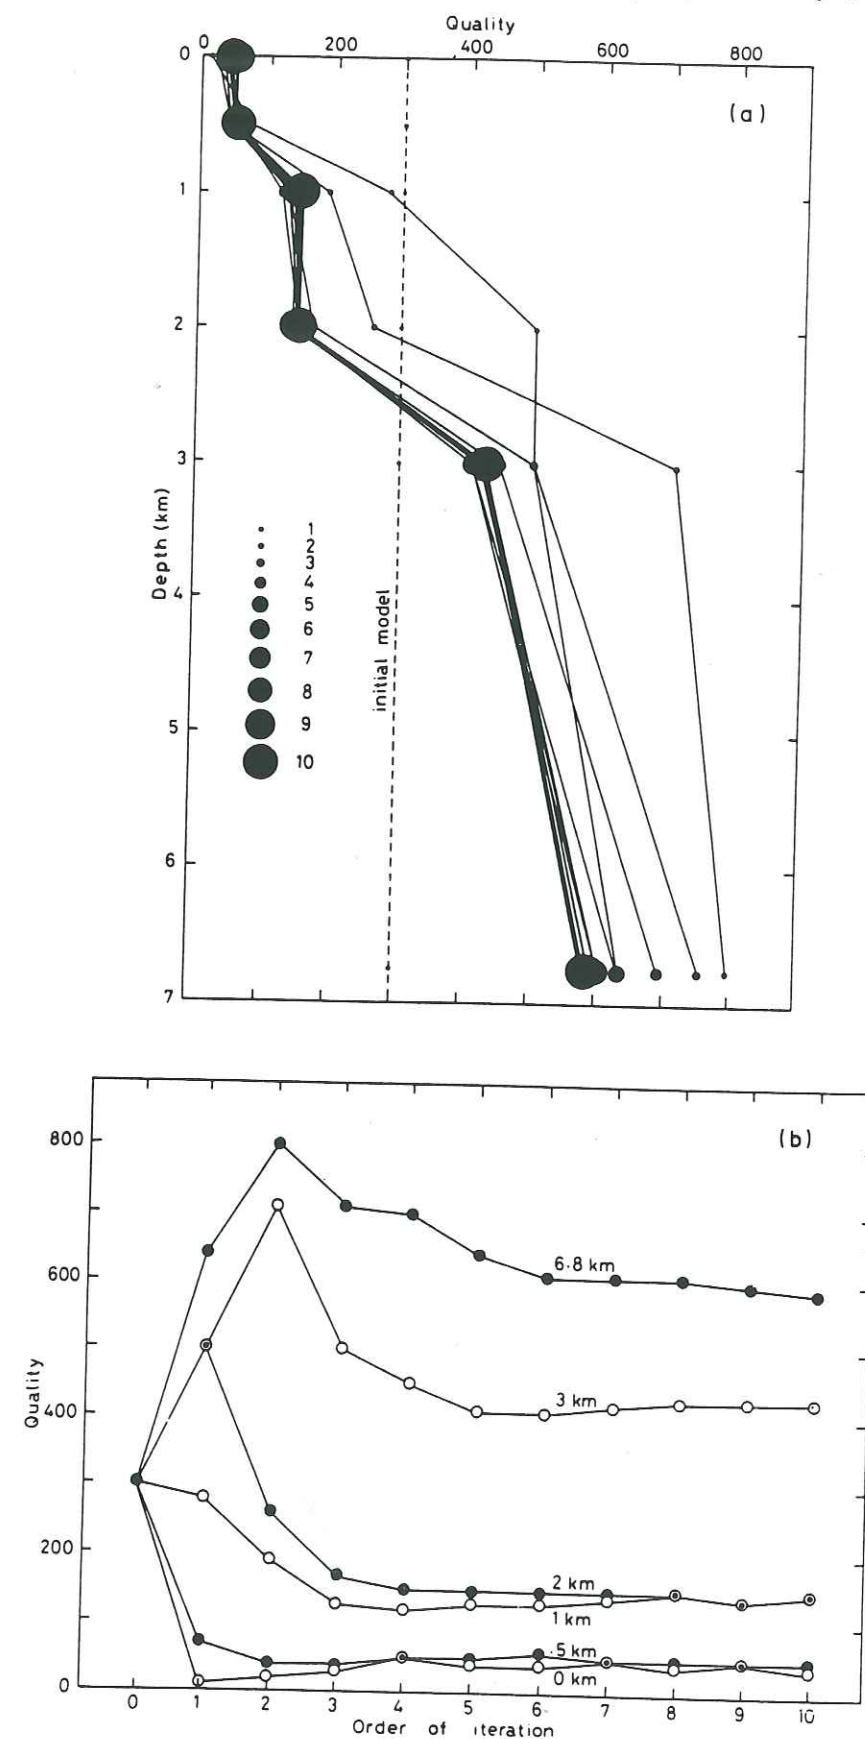 Quality
0 200 400 600 800
(a)
0
1
2
3
4
5
6
7
Depth (km)
1
2
3
4
5
6
7
8
9
10
initial model
(b)
800
600
400
200
0
Quality
6·8 km
3 km
2 km
1 km
·5 km
0 km
0 1 2 3 4 5 6 7 8 9 10
Order of iteration